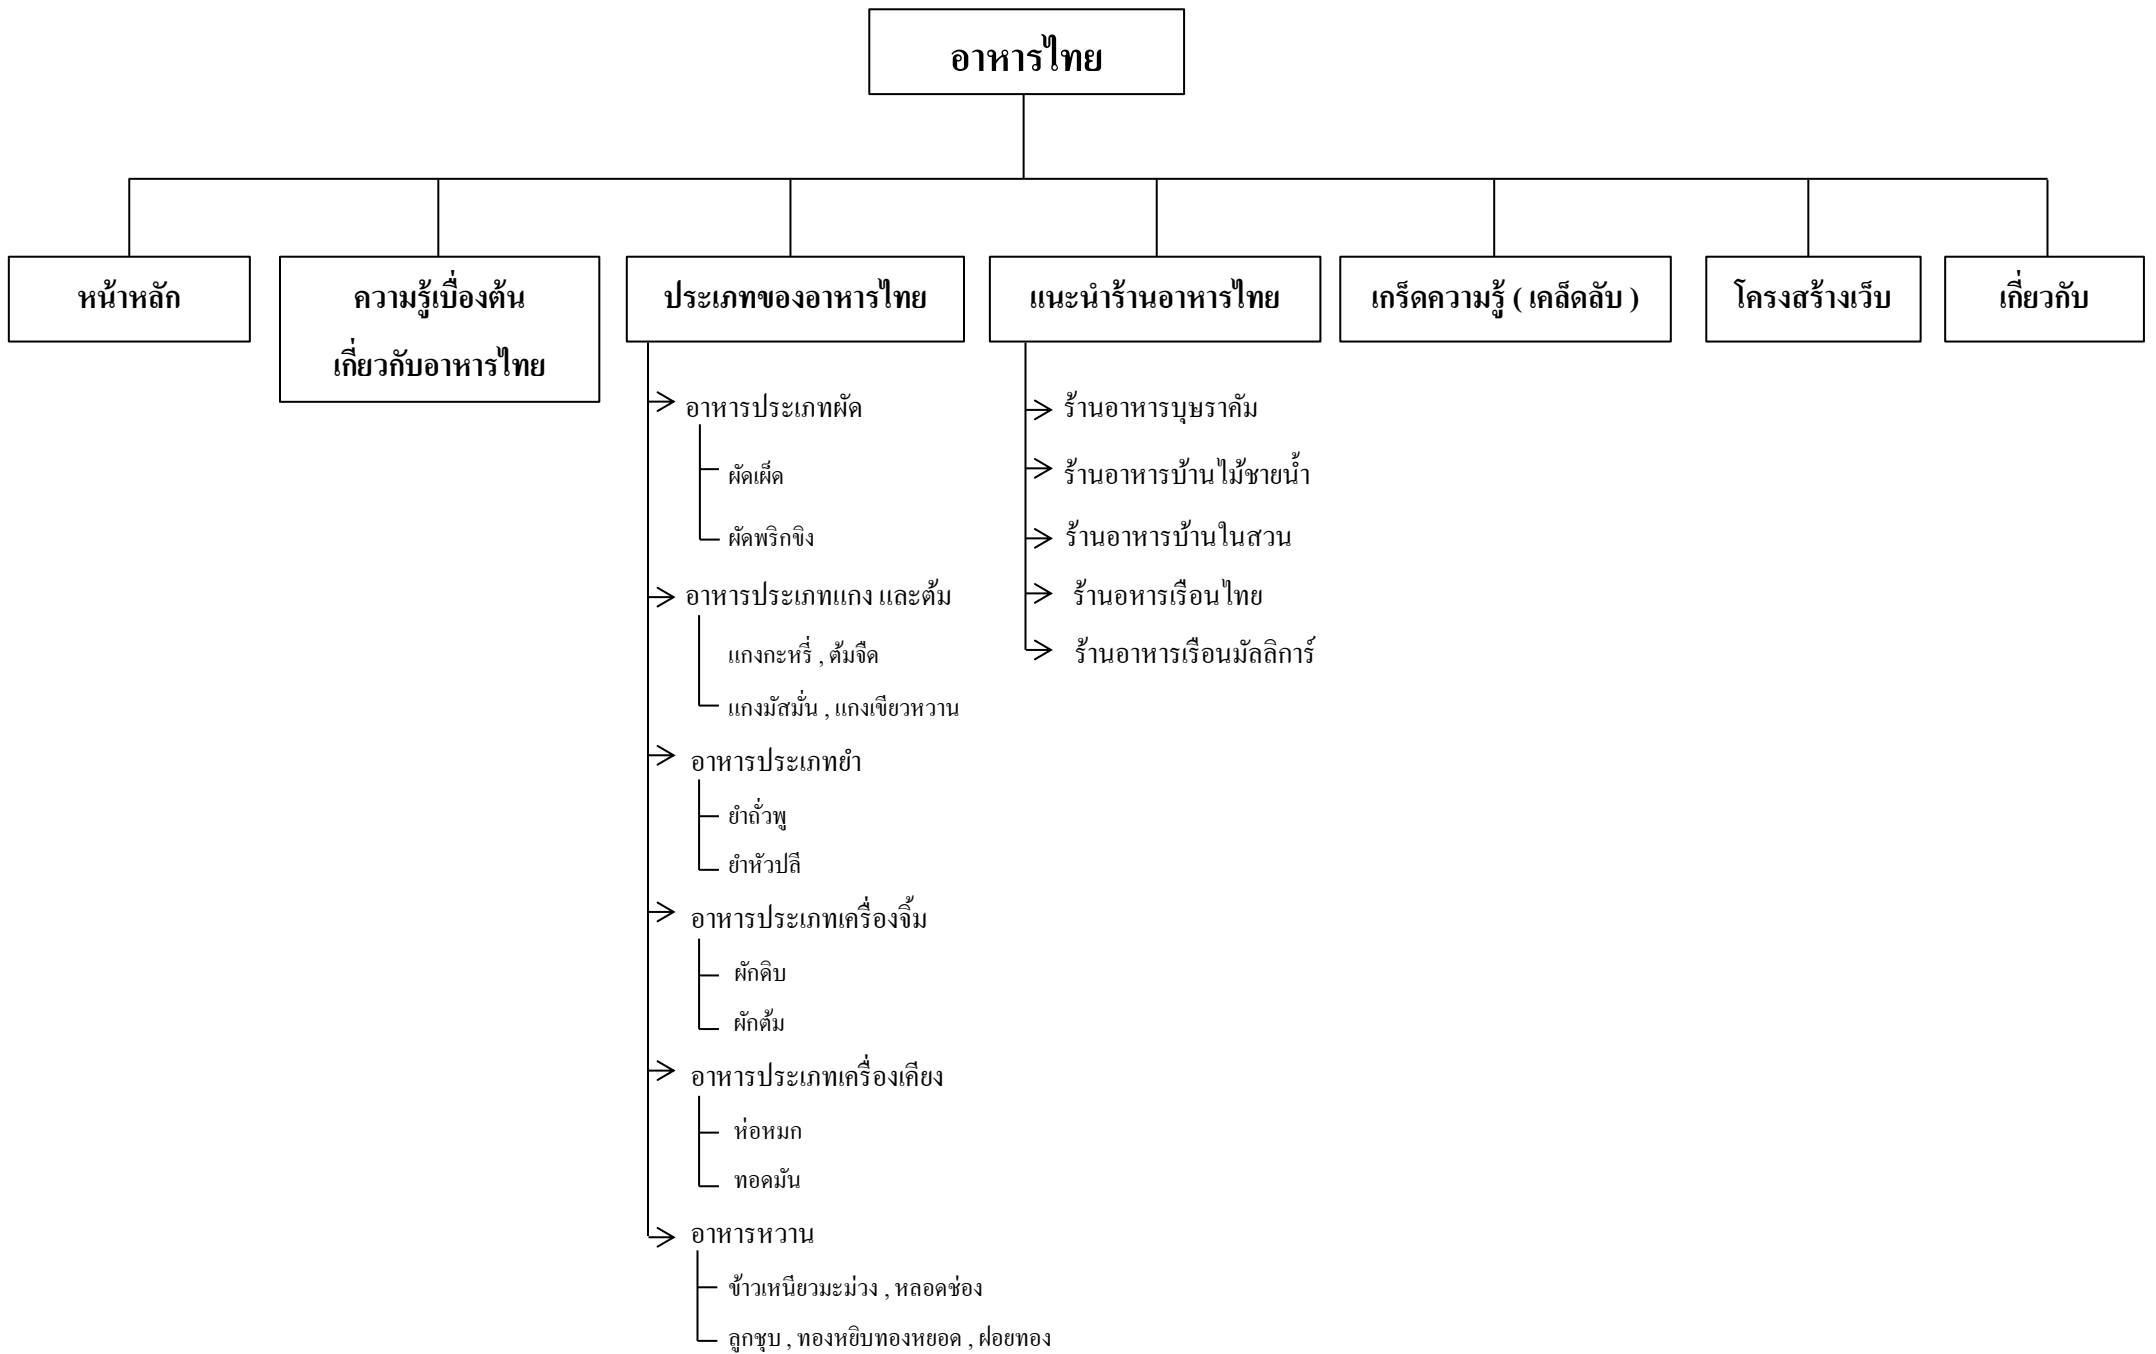 อาหารไทย
หน้าหลัก
ความรู้เบื่องต้น
เกี่ยวกับอาหารไทย
ประเภทของอาหารไทย
แนะนำร้านอาหารไทย
เกร็ดความรู้ ( เคล็ดลับ )
โครงสร้างเว็บ
เกี่ยวกับ
อาหารประเภทผัด
ผัดเผ็ด
ผัดพริกขิง
อาหารประเภทแกง และต้ม
แกงกะหรี่ , ต้มจืด
แกงมัสมั่น , แกงเขียวหวาน
อาหารประเภทยำ
ยำถั่วพู
ยำหัวปลี
อาหารประเภทเครื่องจิ้ม
ผักดิบ
ผักต้ม
อาหารประเภทเครื่องเคียง
ห่อหมก
ทอดมัน
อาหารหวาน
ข้าวเหนียวมะม่วง , หลอดช่อง
ลูกชุบ , ทองหยิบทองหยอด , ฝอยทอง
ร้านอาหารบุษราคัม
ร้านอาหารบ้านไม้ชายน้ำ
ร้านอาหารบ้านในสวน
ร้านอหารเรือนไทย
ร้านอาหารเรือนมัลลิการ์